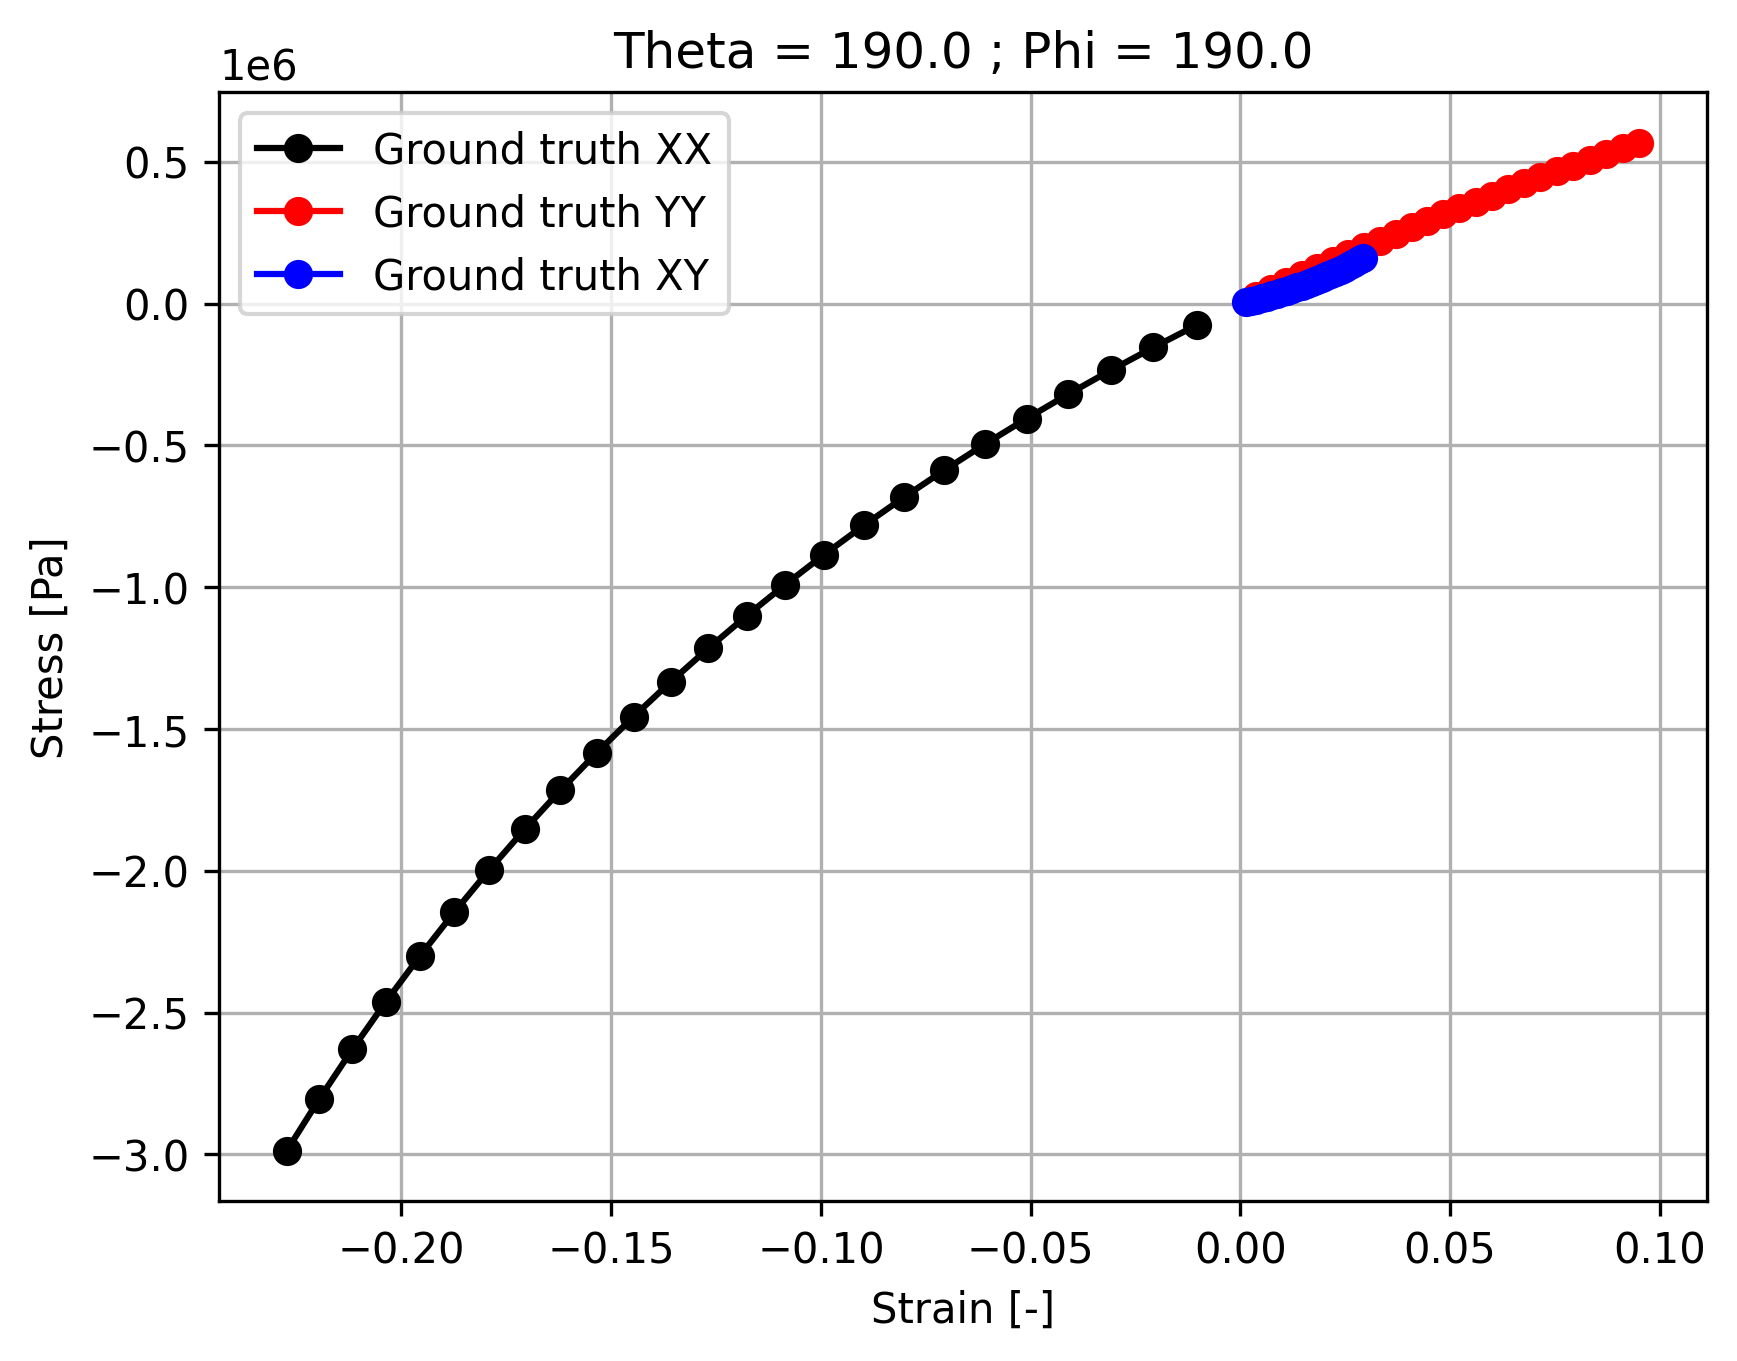 Theta = 190.0 ; Phi = 190.0
1e6
Ground truth XX
Ground truth YY
Ground truth XY
0.5
0.0
−0.5
−1.0
−1.5
−2.0
−2.5
−3.0
Stress [Pa]
−0.20 −0.15 −0.10 −0.05 0.00 0.05 0.10
Strain [-]